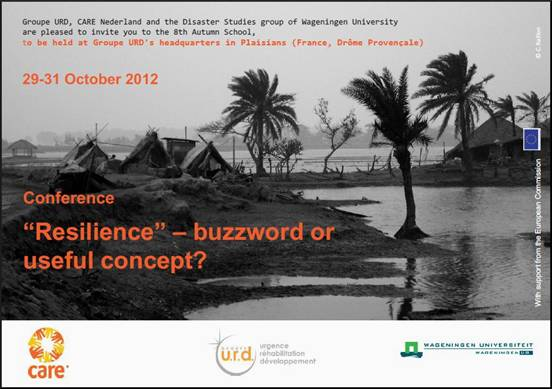 Groupe URD, CARE Nederland and the Disaster Studies group of Wageningen University
are pleased to invite you to the 8th Autumn School,
to be held at Groupe URD's headquarters in Plaisians (France, Drôme Provençale)
29-31 October 2012
Conference
“Resilience” – buzzword or
useful concept?
With support from the European Commission
care
groupe
u.r.d.
urgence
réhabilitation
développement
WAGENINGEN UNIVERSITEIT
WAGENINGEN UR